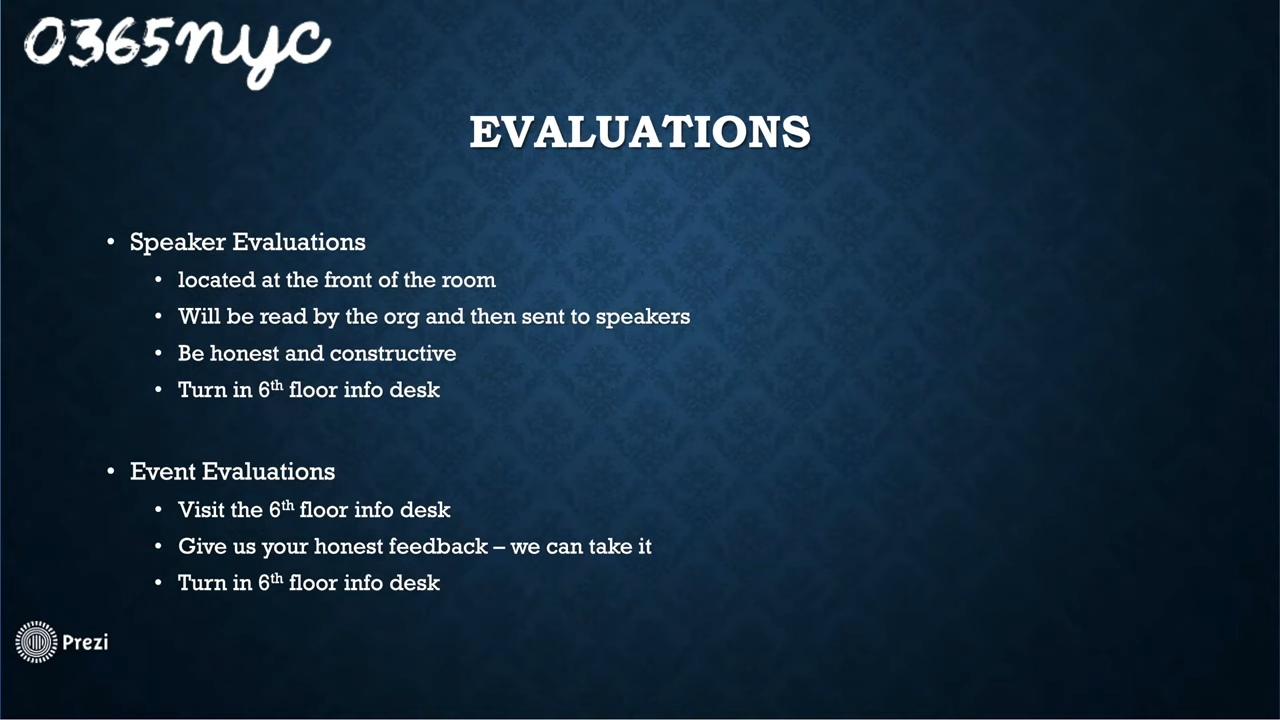 O365nyc
EVALUATIONS
• Speaker Evaluations
• located at the front of the room
• Will be read by the org and then sent to speakers
• Be honest and constructive
• Turn in 6th floor info desk
• Event Evaluations
• Visit the 6th floor info desk
• Give us your honest feedback – we can take it
• Turn in 6th floor info desk
Prezi